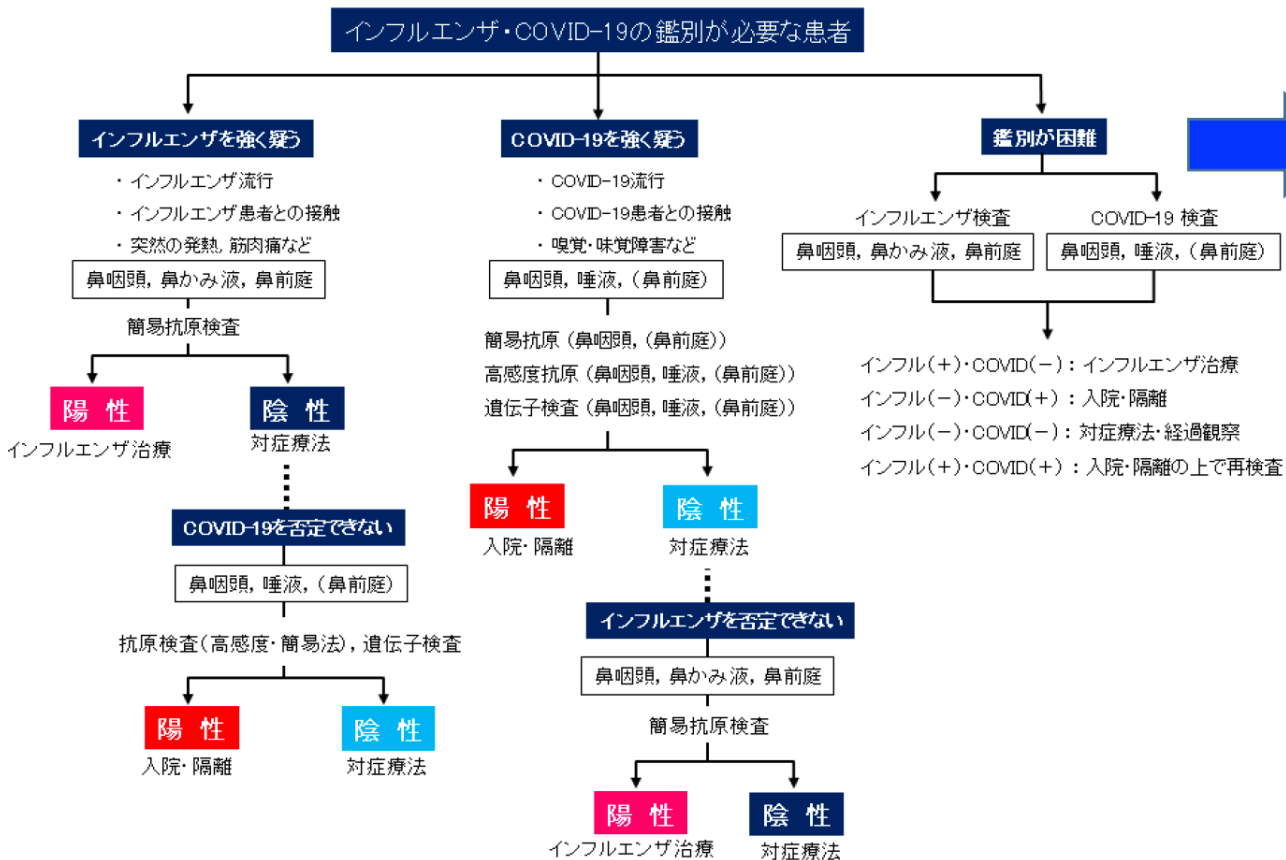 インフルエンザ・COVID-19の鑑別が必要な患者
インフルエンザを強く疑う
・インフルエンザ流行
・インフルエンザ患者との接触
・突然の発熱, 筋肉痛など
鼻咽頭, 鼻かみ液, 鼻前庭
簡易抗原検査
陽 性
インフルエンザ治療
陰 性
対症療法
COVID-19を否定できない
鼻咽頭, 唾液, (鼻前庭)
抗原検査(高感度・簡易法), 遺伝子検査
陽 性
入院・隔離
陰 性
対症療法
COVID-19を強く疑う
・COVID-19流行
・COVID-19患者との接触
・嗅覚・味覚障害など
鼻咽頭, 唾液, (鼻前庭)
簡易抗原 (鼻咽頭, (鼻前庭))
高感度抗原 (鼻咽頭, 唾液, (鼻前庭))
遺伝子検査 (鼻咽頭, 唾液, (鼻前庭))
陽 性
入院・隔離
陰 性
対症療法
インフルエンザを否定できない
鼻咽頭, 鼻かみ液, 鼻前庭
簡易抗原検査
陽 性
インフルエンザ治療
陰 性
対症療法
鑑別が困難
インフルエンザ検査
鼻咽頭, 鼻かみ液, 鼻前庭
COVID-19 検査
鼻咽頭, 唾液, (鼻前庭)
インフル(+)・COVID(-) : インフルエンザ治療
インフル(-)・COVID(+) : 入院・隔離
インフル(-)・COVID(-) : 対症療法・経過観察
インフル(+)・COVID(+) : 入院・隔離の上で再検査